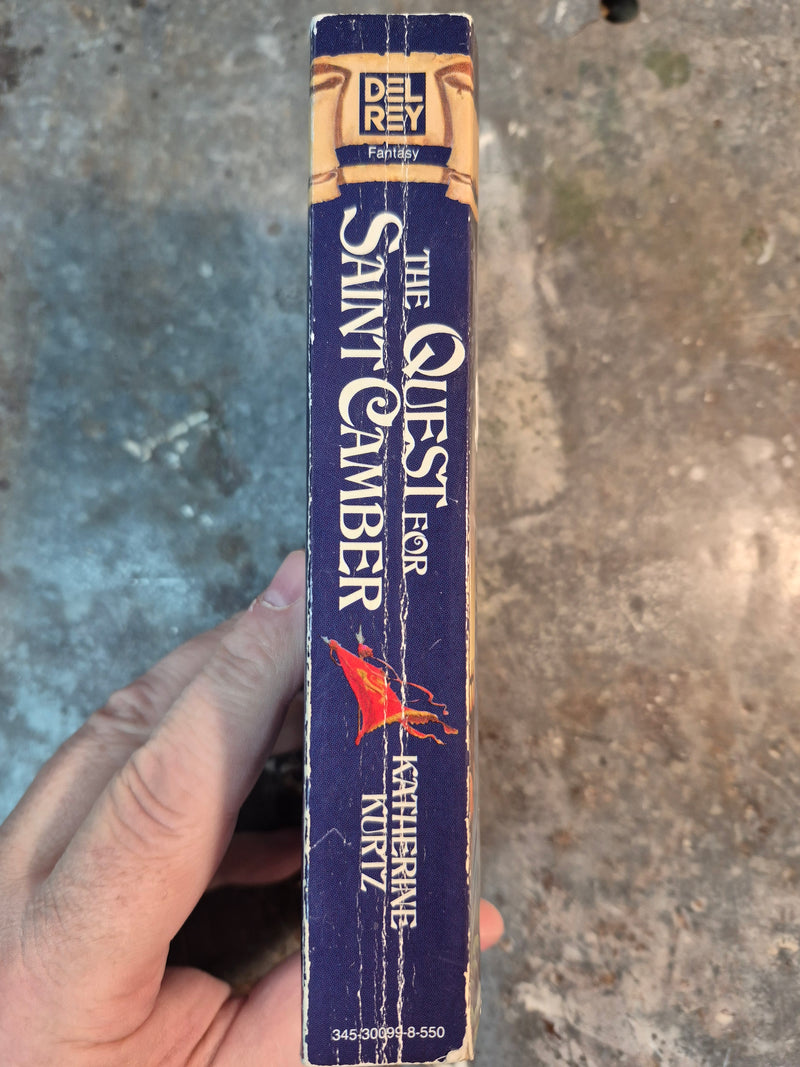 DEL
REY
Fantasy
THE QUEST FOR
SAINT CAMBER
KATHERINE
KURTZ
345-30099-8-550